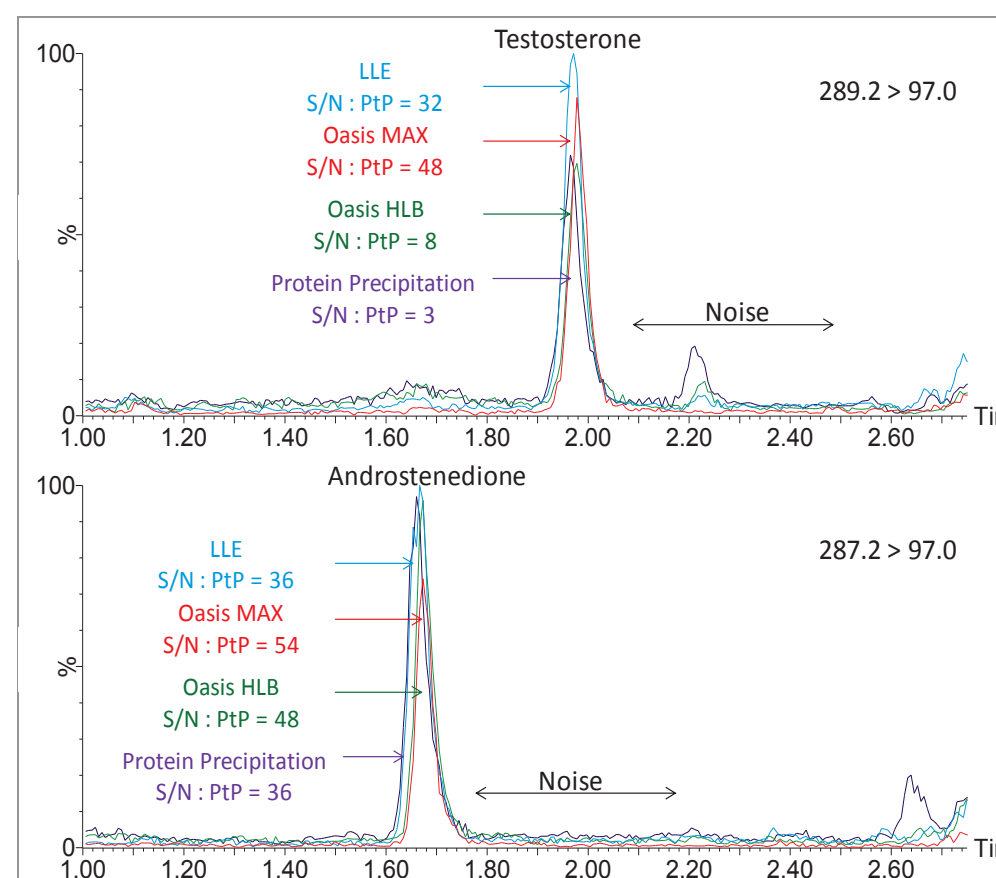 Testosterone
100
LLE
S/N : PtP = 32
289.2 > 97.0
Oasis MAX
S/N : PtP = 48
Oasis HLB
S/N : PtP = 8
%
Protein Precipitation
S/N : PtP = 3
Noise
0
1.00 1.20 1.40 1.60 1.80 2.00 2.20 2.40 2.60
Androstenedione
100
LLE
S/N : PtP = 36
287.2 > 97.0
Oasis MAX
S/N : PtP = 54
%
Oasis HLB
S/N : PtP = 48
Protein Precipitation
S/N : PtP = 36
Noise
0
1.00 1.20 1.40 1.60 1.80 2.00 2.20 2.40 2.60